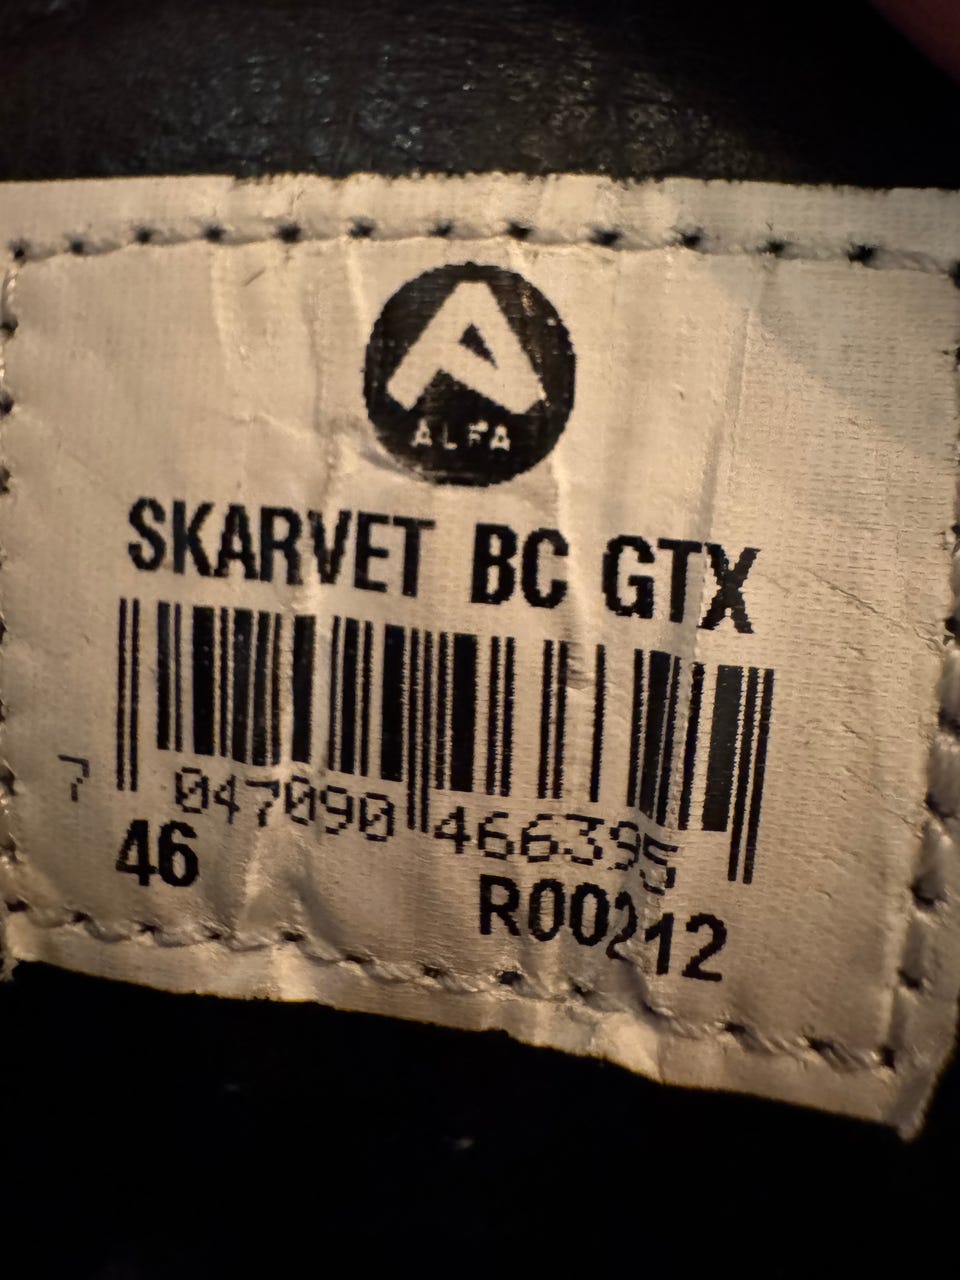 ALFA
SKARVET BC GTX
7 047090 466395
46
R00212